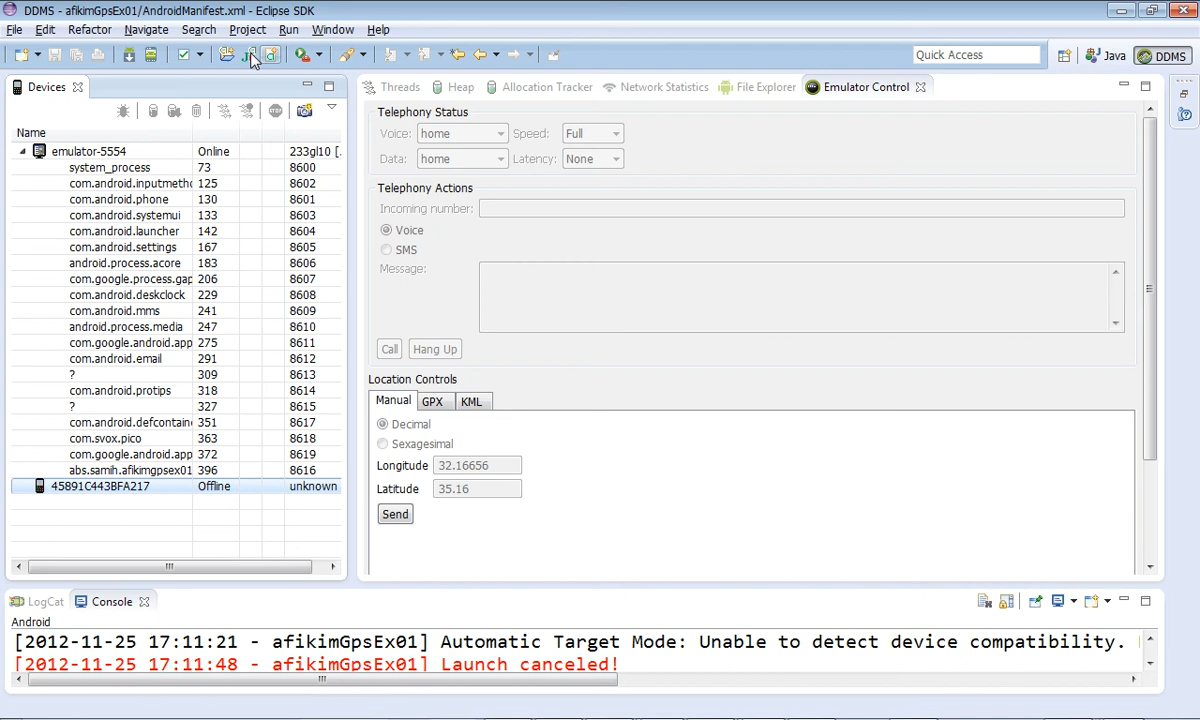 DDMS - afikimGpsEx01/AndroidManifest.xml - Eclipse SDK
File Edit Refactor Navigate Search Project Run Window Help
Quick Access Java DDMS
Devices Threads Heap Allocation Tracker Network Statistics File Explorer Emulator Control
Name
emulator-5554 Online 233gl10 [.
system_process 73 8600
com.android.inputmetho 125 8602
com.android.phone 130 8601
com.android.systemui 133 8603
com.android.launcher 142 8604
com.android.settings 167 8605
android.process.acore 183 8606
com.google.process.gap 206 8607
com.android.deskclock 229 8608
com.android.mms 241 8609
android.process.media 247 8610
com.google.android.app 275 8611
com.android.email 291 8612
? 309 8613
com.android.protips 318 8614
? 327 8615
com.android.defcontaine 351 8617
com.svox.pico 363 8618
com.google.android.app 372 8619
abs.samih.afikimgpsex01 396 8616
45891C443BFA217 Offline unknown
Telephony Status
Voice: home Speed: Full
Data: home Latency: None
Telephony Actions
Incoming number:
Voice
SMS
Message:
Call Hang Up
Location Controls
Manual GPX KML
Decimal
Sexagesimal
Longitude 32.16656
Latitude 35.16
Send
LogCat Console
Android
[2012-11-25 17:11:21 - afikimGpsEx01] Automatic Target Mode: Unable to detect device compatibility.
[2012-11-25 17:11:48 - afikimGpsEx01] Launch canceled!